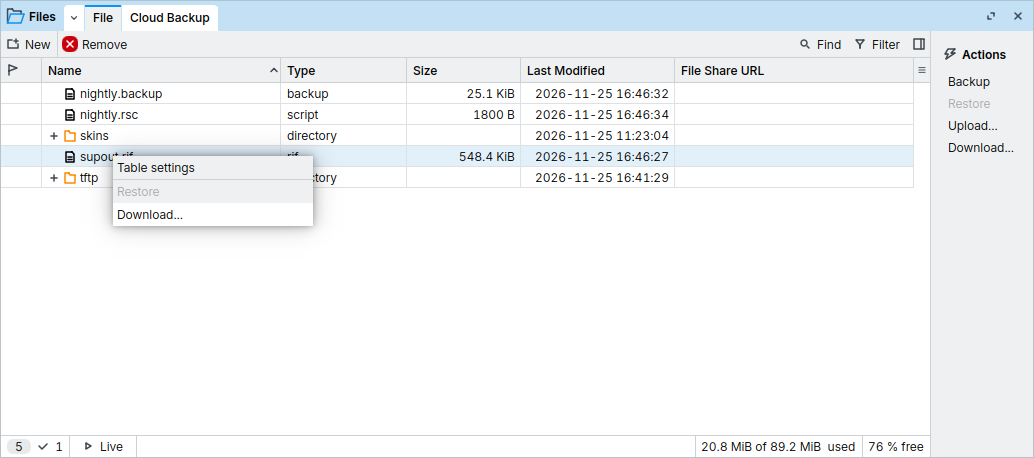 Files File Cloud Backup
New Remove Find Filter
Name Type Size Last Modified File Share URL
nightly.backup backup 25.1 KiB 2026-11-25 16:46:32
nightly.rsc script 1800 B 2026-11-25 16:46:34
skins directory 2026-11-25 11:23:04
supout.rif rif 548.4 KiB 2026-11-25 16:46:27
tftp 2026-11-25 16:41:29
Table settings
Restore
Download...
Actions
Backup
Restore
Upload...
Download...
5 1 Live 20.8 MiB of 89.2 MiB used 76 % free